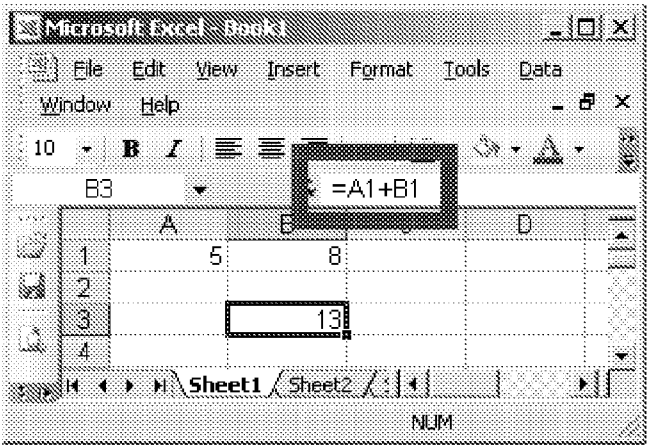 Microsoft Excel - Book1
File Edit View Insert Format Tools Data
Window Help
10 B I A
B3 =A1+B1
A B C D
1 5 8
2
3 13
4
Sheet1 Sheet2
NUM